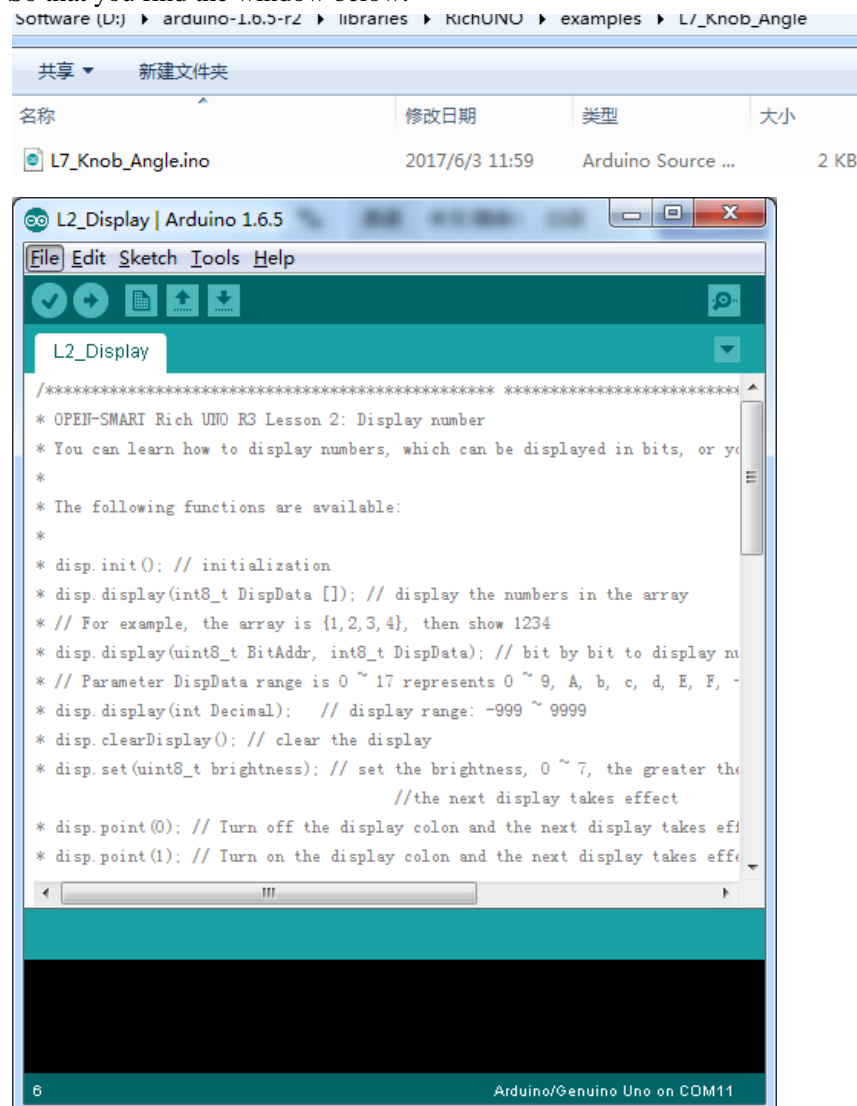 So that you find the window below:
Software (D:) ▸ arduino-1.6.5-r2 ▸ libraries ▸ RichUNO ▸ examples ▸ L7_Knob_Angle
共享 新建文件夹
名称 修改日期 类型 大小
L7_Knob_Angle.ino 2017/6/3 11:59 Arduino Source ... 2 KB
L2_Display | Arduino 1.6.5
File Edit Sketch Tools Help
L2_Display
/************************************************* **************************
* OPEN-SMART Rich UNO R3 Lesson 2: Display number
* You can learn how to display numbers, which can be displayed in bits, or yo
*
* The following functions are available:
*
* disp.init(); // initialization
* disp.display(int8_t DispData []); // display the numbers in the array
* // For example, the array is {1,2,3,4}, then show 1234
* disp.display(uint8_t BitAddr, int8_t DispData); // bit by bit to display nu
* // Parameter DispData range is 0 ~ 17 represents 0 ~ 9, A, b, c, d, E, F, -
* disp.display(int Decimal); // display range: -999 ~ 9999
* disp.clearDisplay(); // clear the display
* disp.set(uint8_t brightness); // set the brightness, 0 ~ 7, the greater the
//the next display takes effect
* disp.point(0); // Turn off the display colon and the next display takes eff
* disp.point(1); // Turn on the display colon and the next display takes effe
6 Arduino/Genuino Uno on COM11